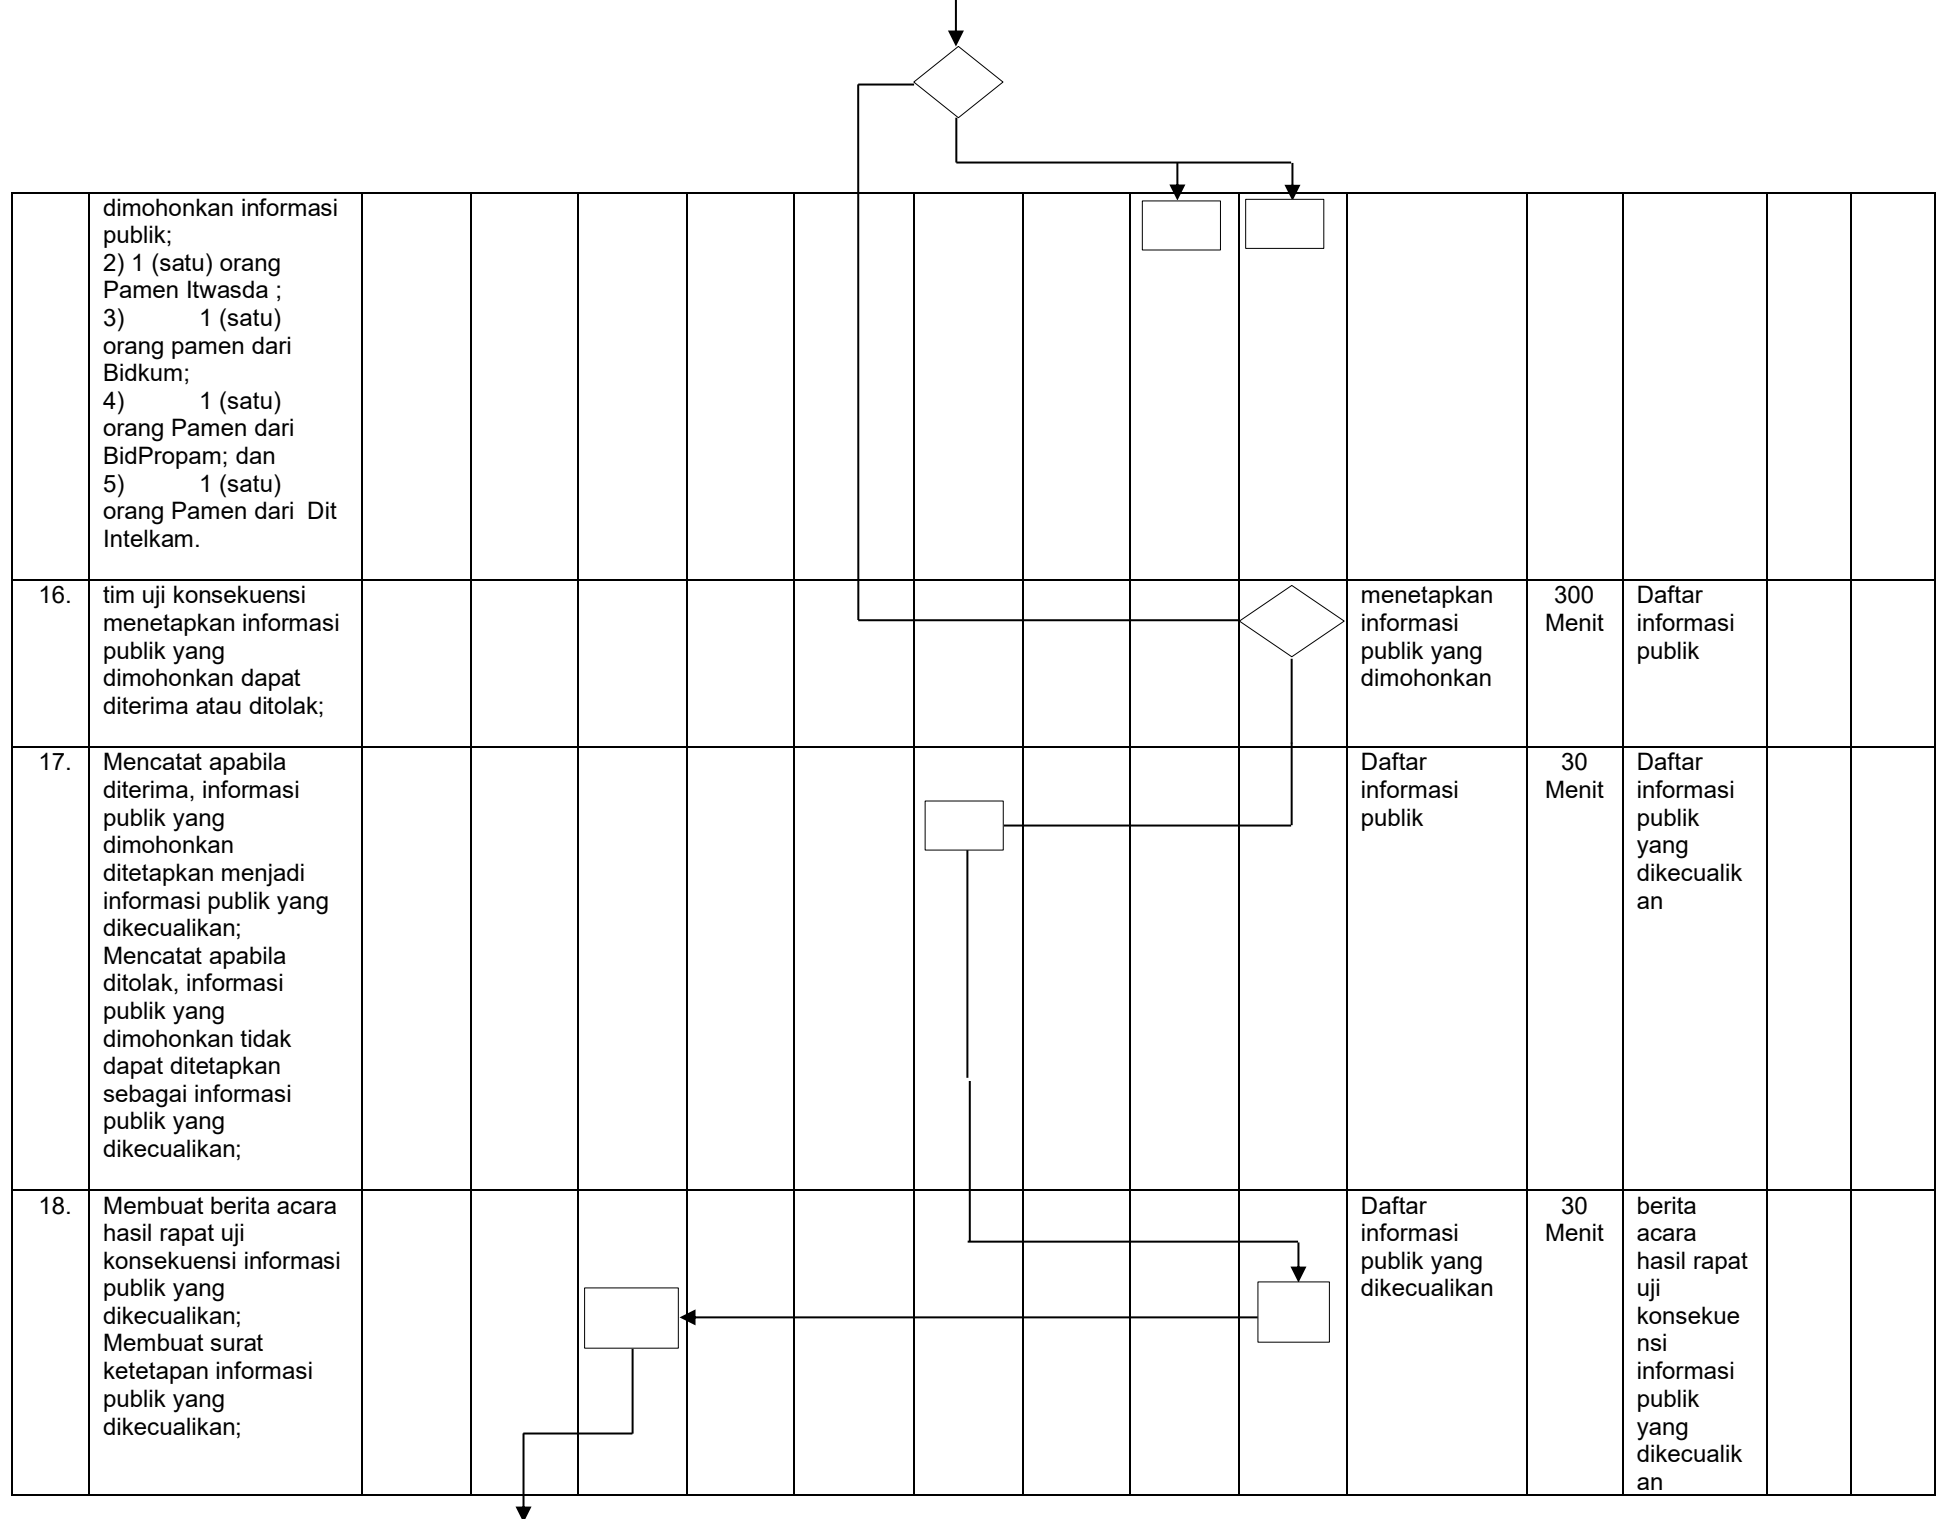 dimohonkan informasi
publik;
2) 1 (satu) orang
Pamen Itwasda ;
3) 1 (satu)
orang pamen dari
Bidkum;
4) 1 (satu)
orang Pamen dari
BidPropam; dan
5) 1 (satu)
orang Pamen dari Dit
Intelkam.
16.
tim uji konsekuensi
menetapkan informasi
publik yang
dimohonkan dapat
diterima atau ditolak;
menetapkan
informasi
publik yang
dimohonkan
300
Menit
Daftar
informasi
publik
17.
Mencatat apabila
diterima, informasi
publik yang
dimohonkan
ditetapkan menjadi
informasi publik yang
dikecualikan;
Mencatat apabila
ditolak, informasi
publik yang
dimohonkan tidak
dapat ditetapkan
sebagai informasi
publik yang
dikecualikan;
Daftar
informasi
publik
30
Menit
Daftar
informasi
publik
yang
dikecualik
an
18.
Membuat berita acara
hasil rapat uji
konsekuensi informasi
publik yang
dikecualikan;
Membuat surat
ketetapan informasi
publik yang
dikecualikan;
Daftar
informasi
publik yang
dikecualikan
30
Menit
berita
acara
hasil rapat
uji
konsekue
nsi
informasi
publik
yang
dikecualik
an